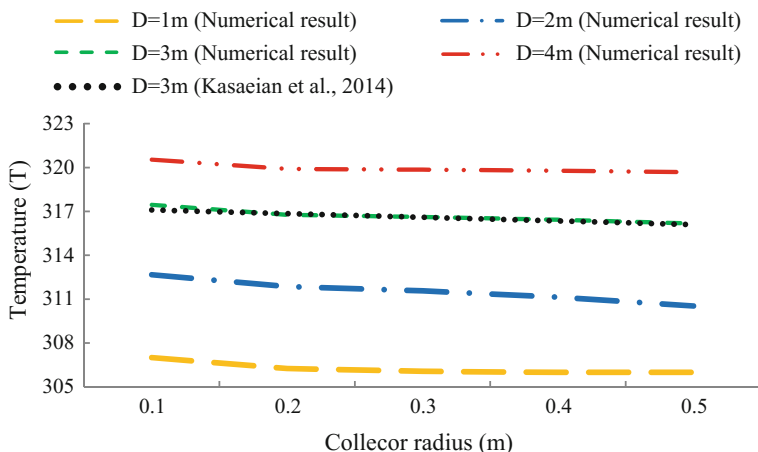 D=1m (Numerical result)
D=2m (Numerical result)
D=3m (Numerical result)
D=4m (Numerical result)
D=3m (Kasaeian et al., 2014)
Temperature (T)
323
320
317
314
311
308
305
0.1
0.2
0.3
0.4
0.5
Collecor radius (m)